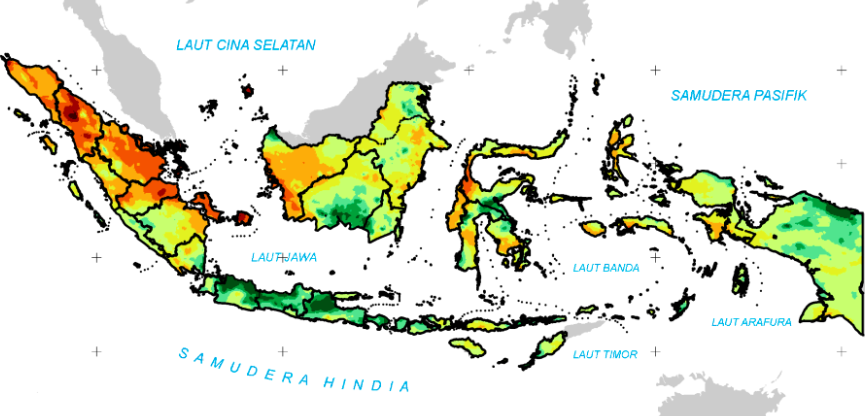 LAUT CINA SELATAN
SAMUDERA PASIFIK
LAUT JAWA
LAUT BANDA
LAUT ARAFURA
LAUT TIMOR
SAMUDERA HINDIA